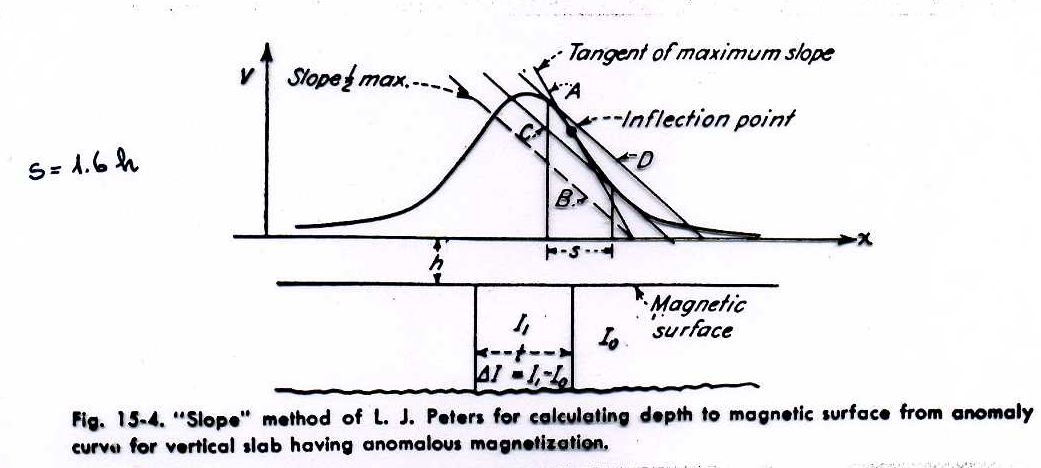 Tangent of maximum slope
V
Slope ½ max.
A
Inflection point
C
D
s = 1.6 h
B
x
s
h
Magnetic
surface
I₁
I₀
t
ΔI = I₁-I₀
Fig. 15-4. "Slope" method of L. J. Peters for calculating depth to magnetic surface from anomaly
curve for vertical slab having anomalous magnetization.